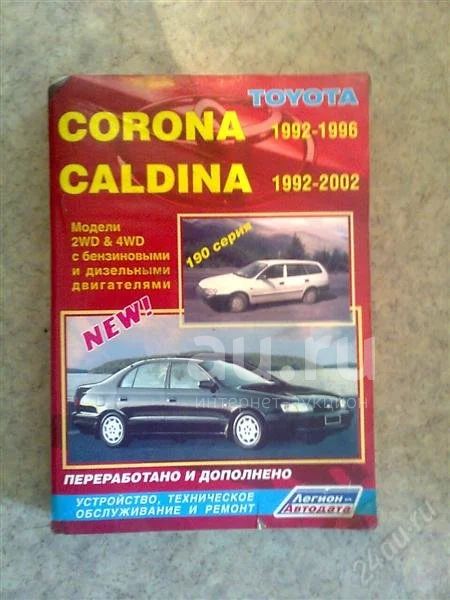 TOYOTA
CORONA 1992-1996
CALDINA 1992-2002
Модели
2WD & 4WD
с бензиновыми
и дизельными
двигателями
190 серия
NEW!
au.ru
интернет-аукцион
ПЕРЕРАБОТАНО И ДОПОЛНЕНО
УСТРОЙСТВО, ТЕХНИЧЕСКОЕ
ОБСЛУЖИВАНИЕ И РЕМОНТ
Легион
Автодата
24au.ru